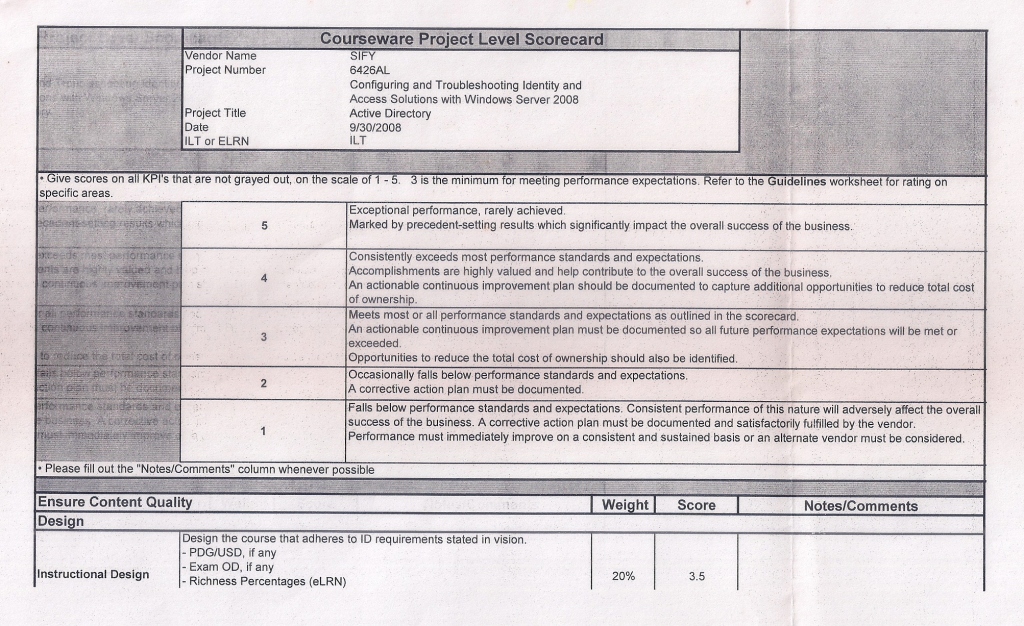 Courseware Project Level Scorecard
Vendor Name SIFY
Project Number 6426AL
Configuring and Troubleshooting Identity and
Access Solutions with Windows Server 2008
Project Title Active Directory
Date 9/30/2008
ILT or ELRN ILT
• Give scores on all KPI's that are not grayed out, on the scale of 1 - 5. 3 is the minimum for meeting performance expectations. Refer to the Guidelines worksheet for rating on
specific areas.
5
Exceptional performance, rarely achieved.
Marked by precedent-setting results which significantly impact the overall success of the business.
4
Consistently exceeds most performance standards and expectations.
Accomplishments are highly valued and help contribute to the overall success of the business.
An actionable continuous improvement plan should be documented to capture additional opportunities to reduce total cost
of ownership.
3
Meets most or all performance standards and expectations as outlined in the scorecard.
An actionable continuous improvement plan must be documented so all future performance expectations will be met or
exceeded.
Opportunities to reduce the total cost of ownership should also be identified.
2
Occasionally falls below performance standards and expectations.
A corrective action plan must be documented.
1
Falls below performance standards and expectations. Consistent performance of this nature will adversely affect the overall
success of the business. A corrective action plan must be documented and satisfactorily fulfilled by the vendor.
Performance must immediately improve on a consistent and sustained basis or an alternate vendor must be considered.
• Please fill out the "Notes/Comments" column whenever possible
Ensure Content Quality Weight Score Notes/Comments
Design
Instructional Design
Design the course that adheres to ID requirements stated in vision.
- PDG/USD, if any
- Exam OD, if any
- Richness Percentages (eLRN)
20% 3.5